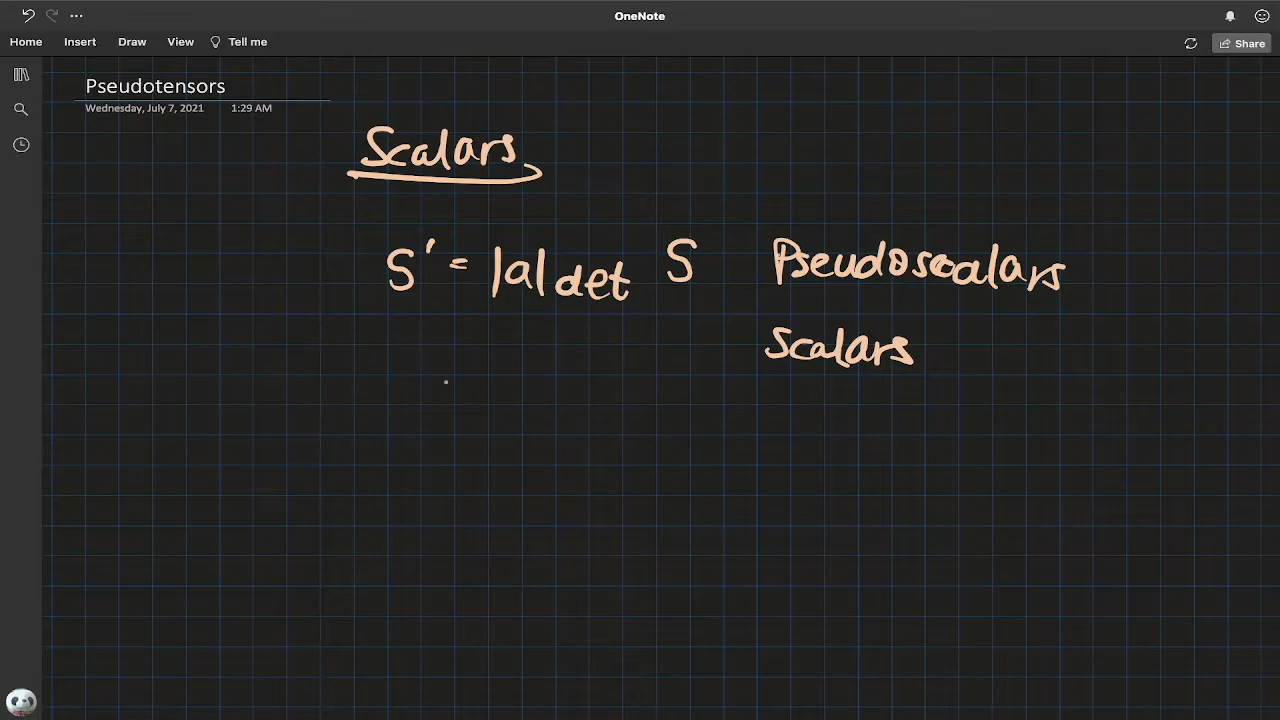 OneNote
Home Insert Draw View Tell me
Share
Pseudotensors
Wednesday, July 7, 2021 1:29 AM
Scalars
S' = |a| det S Pseudoscalars
Scalars